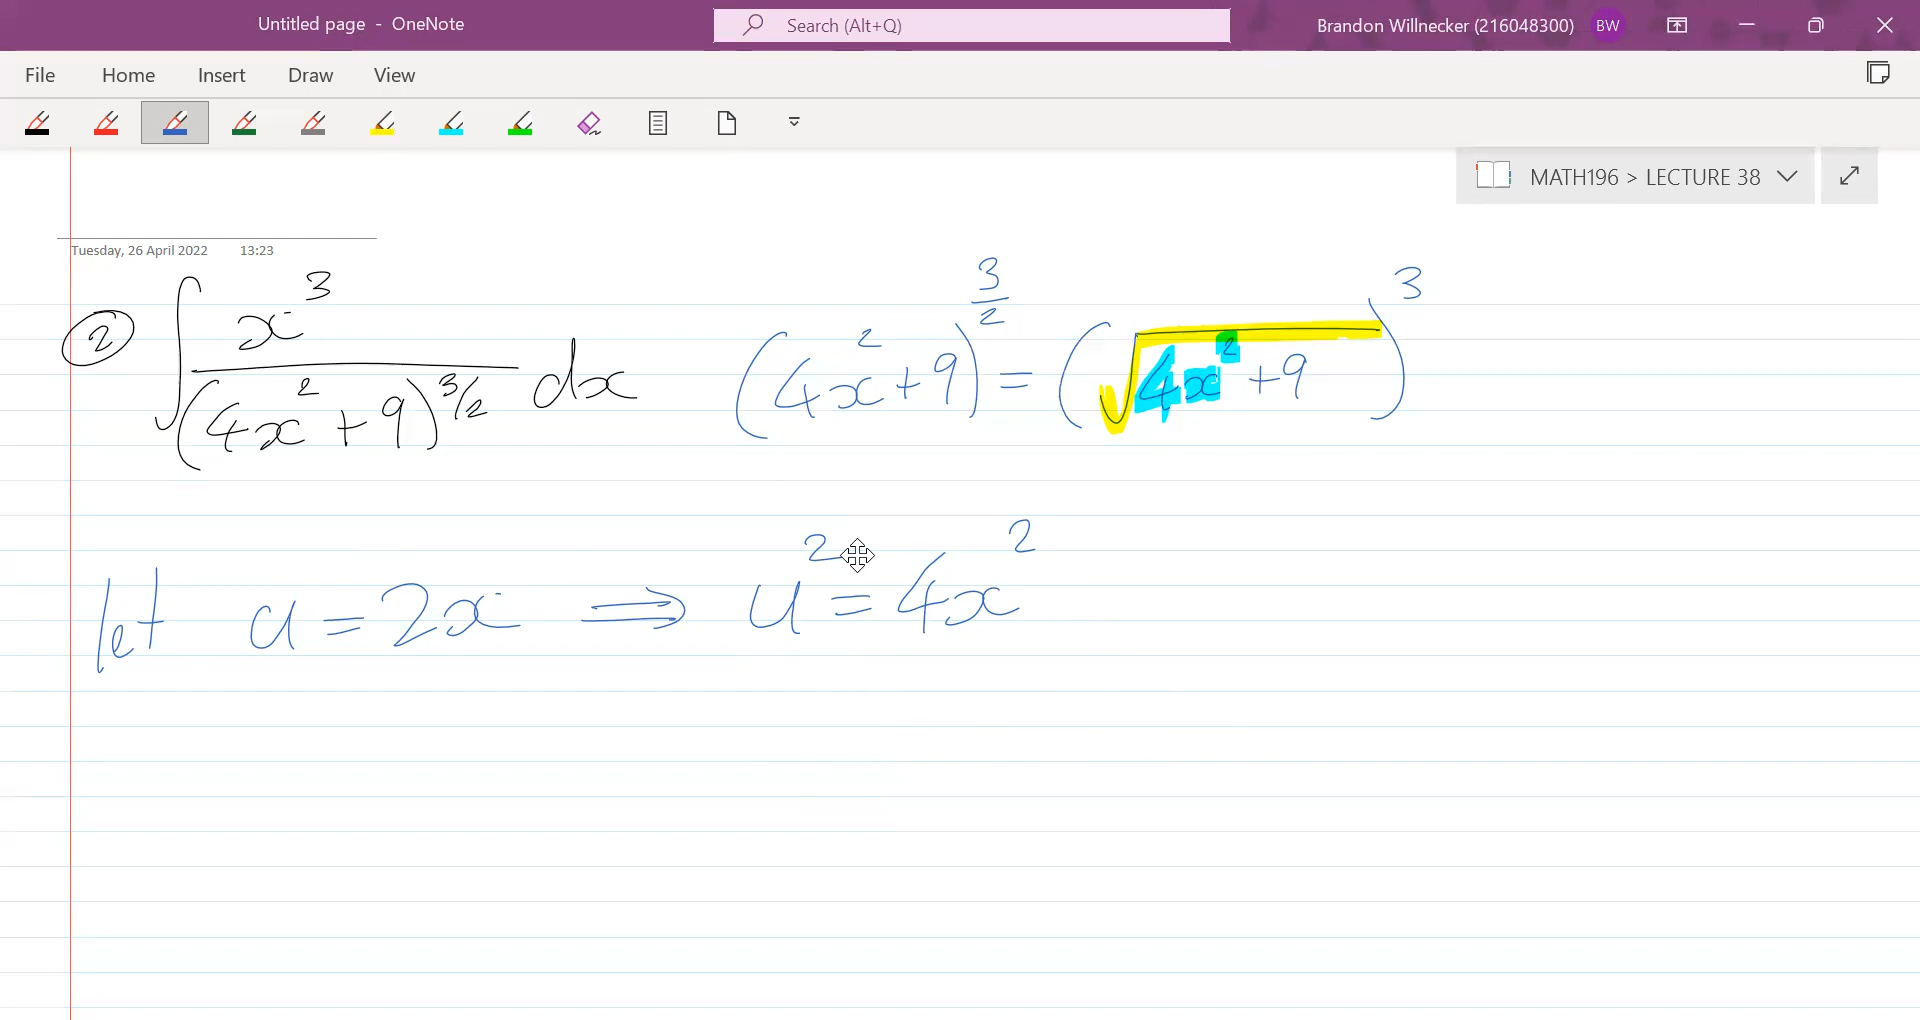 Untitled page - OneNote
Search (Alt+Q)
Brandon Willnecker (216048300) BW
File Home Insert Draw View
MATH196 > LECTURE 38
Tuesday, 26 April 2022 13:23
② ∫ x³/(4x²+9)^(3/2) dx (4x²+9)^(3/2) = (√(4x²+9))³
let u = 2x ⟹ u² = 4x²